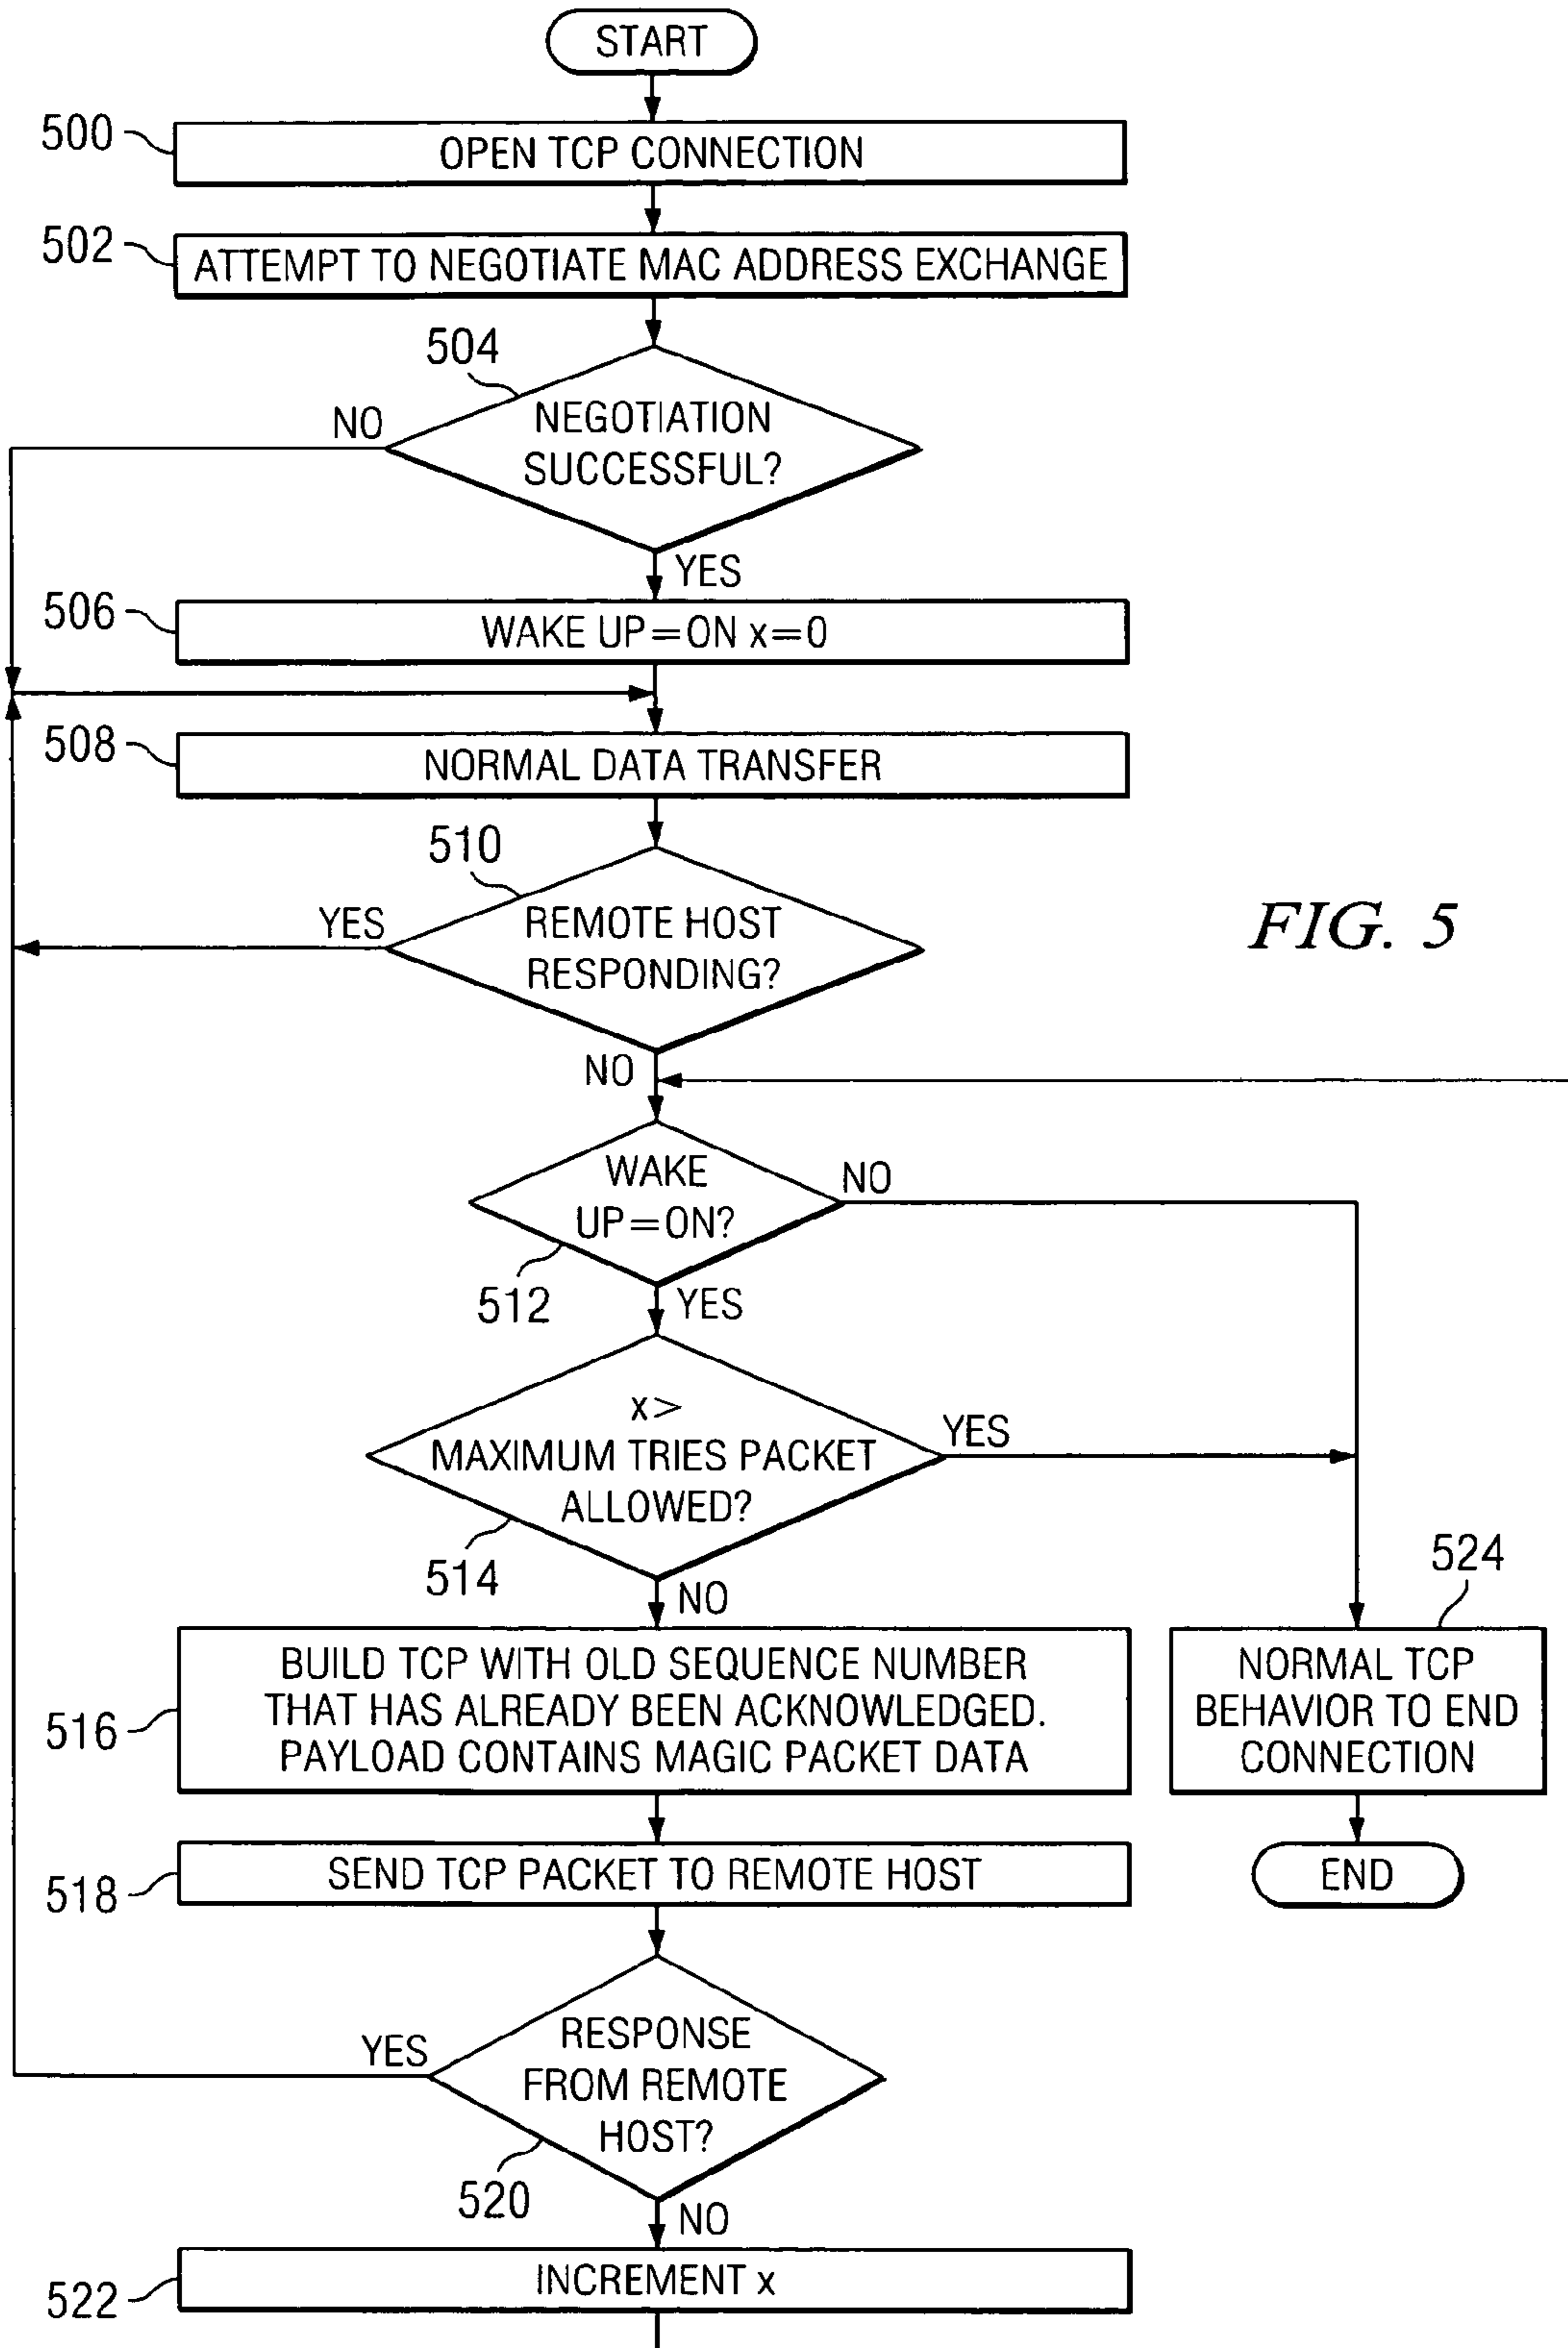 START
500
OPEN TCP CONNECTION
502
ATTEMPT TO NEGOTIATE MAC ADDRESS EXCHANGE
504
NO
NEGOTIATION
SUCCESSFUL?
YES
506
WAKE UP=ON x=0
508
NORMAL DATA TRANSFER
510
YES
REMOTE HOST
RESPONDING?
FIG. 5
NO
WAKE
UP=ON?
NO
512
YES
x>
MAXIMUM TRIES PACKET
ALLOWED?
YES
514
NO
524
516
BUILD TCP WITH OLD SEQUENCE NUMBER
THAT HAS ALREADY BEEN ACKNOWLEDGED.
PAYLOAD CONTAINS MAGIC PACKET DATA
NORMAL TCP
BEHAVIOR TO END
CONNECTION
518
SEND TCP PACKET TO REMOTE HOST
END
YES
RESPONSE
FROM REMOTE
HOST?
520
NO
522
INCREMENT x